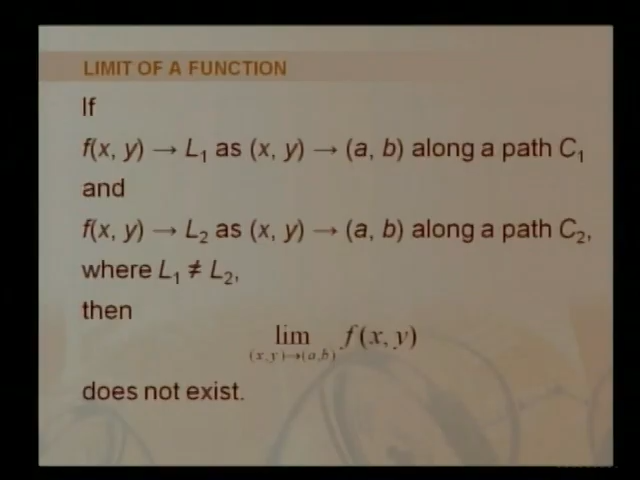 LIMIT OF A FUNCTION
If
f(x, y) → L₁ as (x, y) → (a, b) along a path C₁
and
f(x, y) → L₂ as (x, y) → (a, b) along a path C₂,
where L₁ ≠ L₂,
then
lim f(x, y)
(x,y)→(a,b)
does not exist.